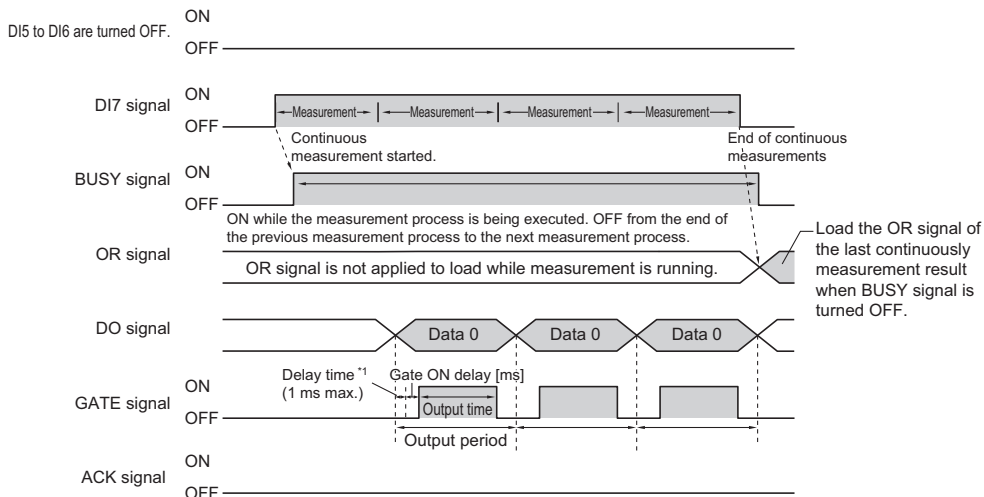 DI5 to DI6 are turned OFF.
ON
OFF
DI7 signal
ON
OFF
Measurement
Measurement
Measurement
Measurement
Continuous
measurement started.
End of continuous
measurements
BUSY signal
ON
OFF
ON while the measurement process is being executed. OFF from the end of
the previous measurement process to the next measurement process.
OR signal
OR signal is not applied to load while measurement is running.
Load the OR signal of
the last continuously
measurement result
when BUSY signal is
turned OFF.
DO signal
Data 0
Data 0
Data 0
Delay time *1
(1 ms max.)
Gate ON delay [ms]
GATE signal
ON
OFF
Output time
Output period
ACK signal
ON
OFF